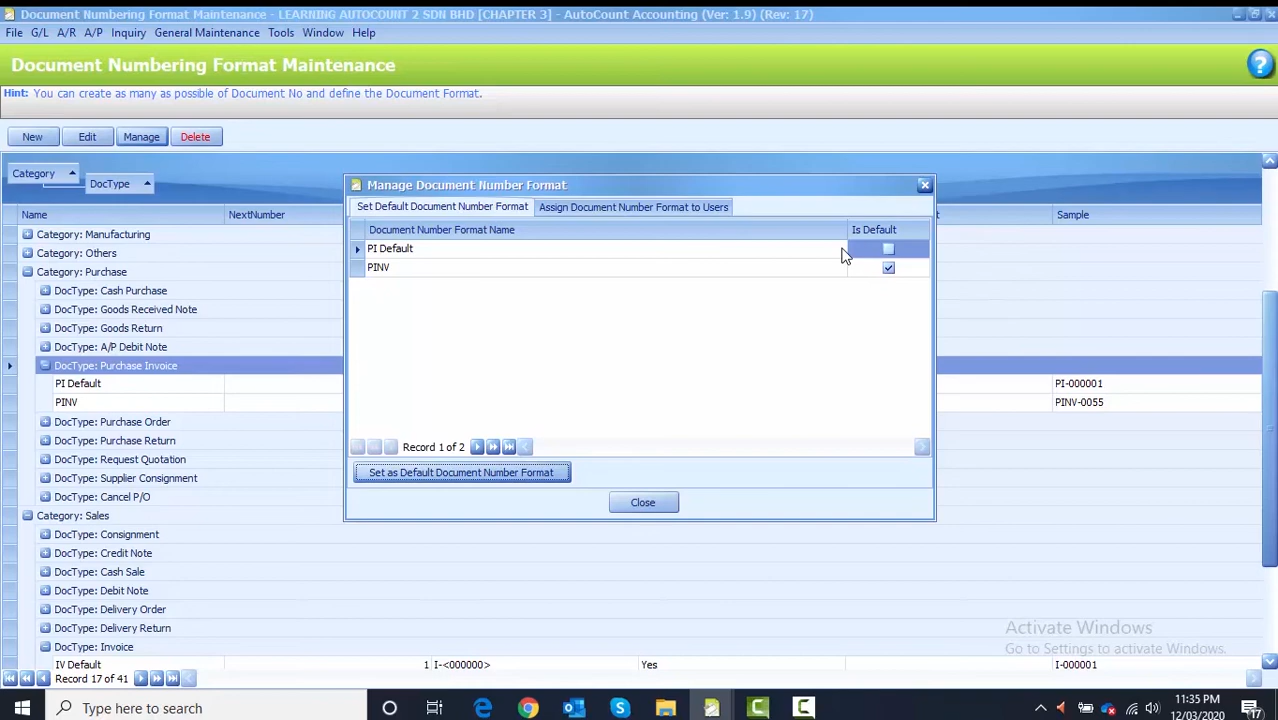 Document Numbering Format Maintenance - LEARNING AUTOCOUNT 2 SDN BHD [CHAPTER 3] - AutoCount Accounting (Ver: 1.9) (Rev: 17)
File G/L A/R A/P Inquiry General Maintenance Tools Window Help
Document Numbering Format Maintenance
Hint: You can create as many as possible of Document No and define the Document Format.
New Edit Manage Delete
Category
DocType
Name NextNumber Sample
Category: Manufacturing
Category: Others
Category: Purchase
DocType: Cash Purchase
DocType: Goods Received Note
DocType: Goods Return
DocType: A/P Debit Note
DocType: Purchase Invoice
PI Default PI-000001
PINV PINV-0055
DocType: Purchase Order
DocType: Purchase Return
DocType: Request Quotation
DocType: Supplier Consignment
DocType: Cancel P/O
Category: Sales
DocType: Consignment
DocType: Credit Note
DocType: Cash Sale
DocType: Debit Note
DocType: Delivery Order
DocType: Delivery Return
DocType: Invoice
IV Default 1 I-<000000> Yes I-000001
Record 17 of 41
Manage Document Number Format
Set Default Document Number Format Assign Document Number Format to Users
Document Number Format Name Is Default
PI Default
PINV
Record 1 of 2
Set as Default Document Number Format
Close
Activate Windows
Go to Settings to activate Windows.
Type here to search
11:35 PM
12/03/2020
17